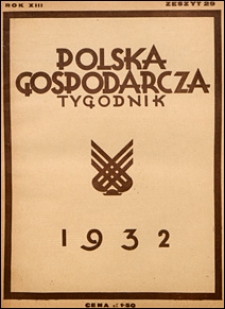 ROK XIII ZESZYT 29
POLSKA
GOSPODARCZA
TYGODNIK
1932
CENA zł 1·50